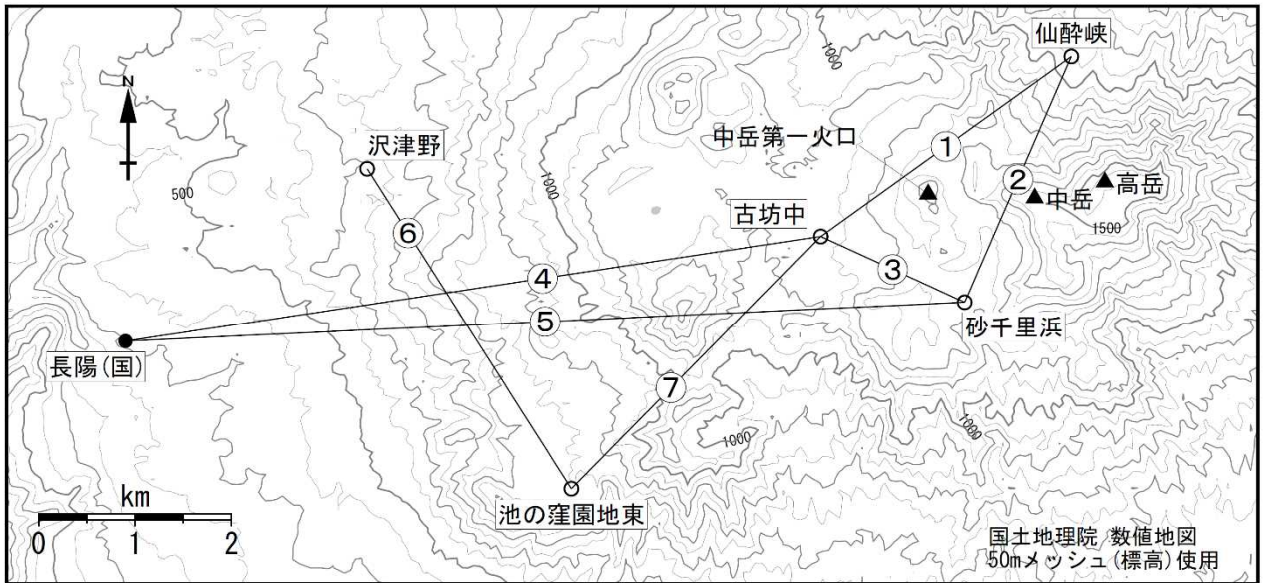 仙酔峡
1000
N
沢津野
中岳第一火口
①
②
高岳
中岳
500
1000
古坊中
1500
⑥
④
③
⑤
砂千里浜
長陽(国)
⑦
1000
1000
km
0 1 2
池の窪園地東
国土地理院 数値地図
50mメッシュ(標高)使用